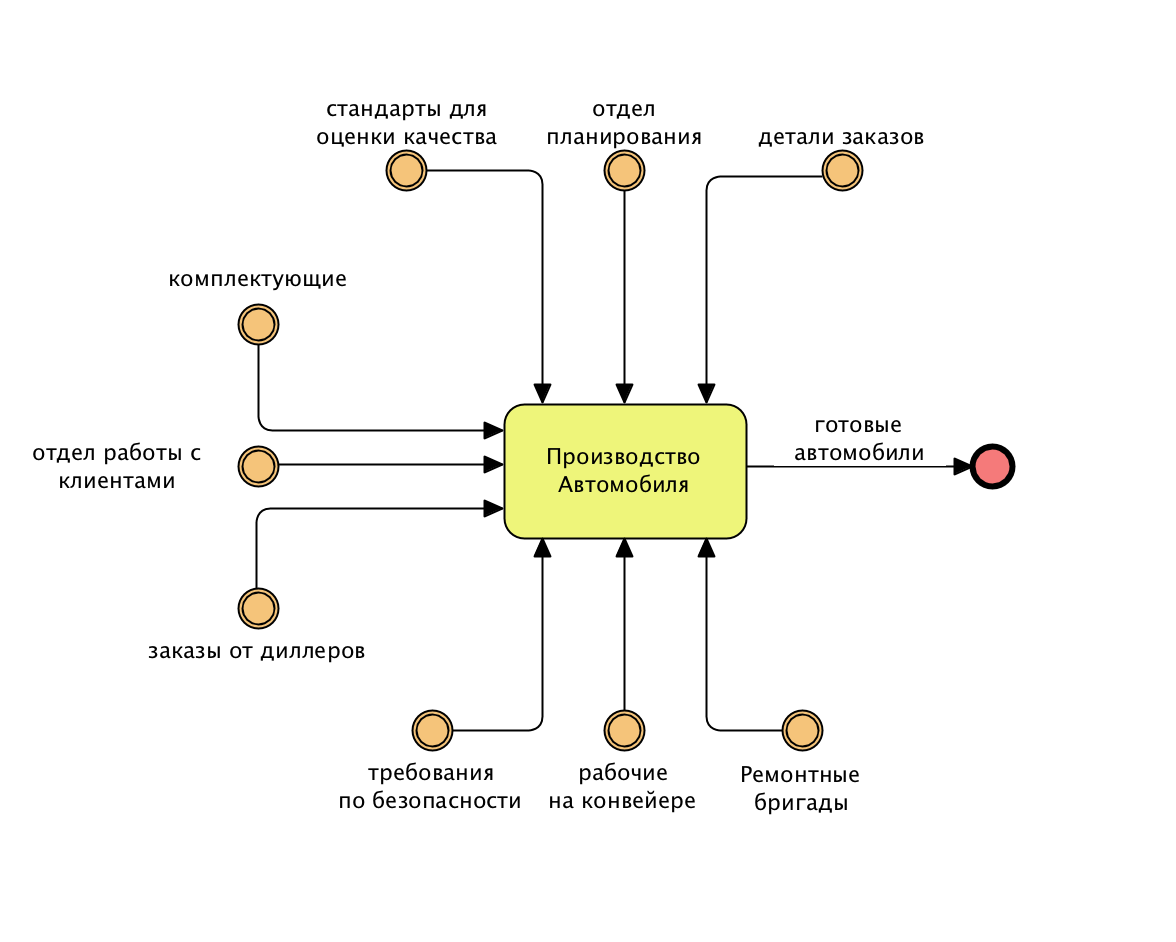 стандарты для
оценки качества
отдел
планирования
детали заказов
комплектующие
отдел работы с
клиентами
Производство
Автомобиля
готовые
автомобили
заказы от диллеров
требования
по безопасности
рабочие
на конвейере
Ремонтные
бригады